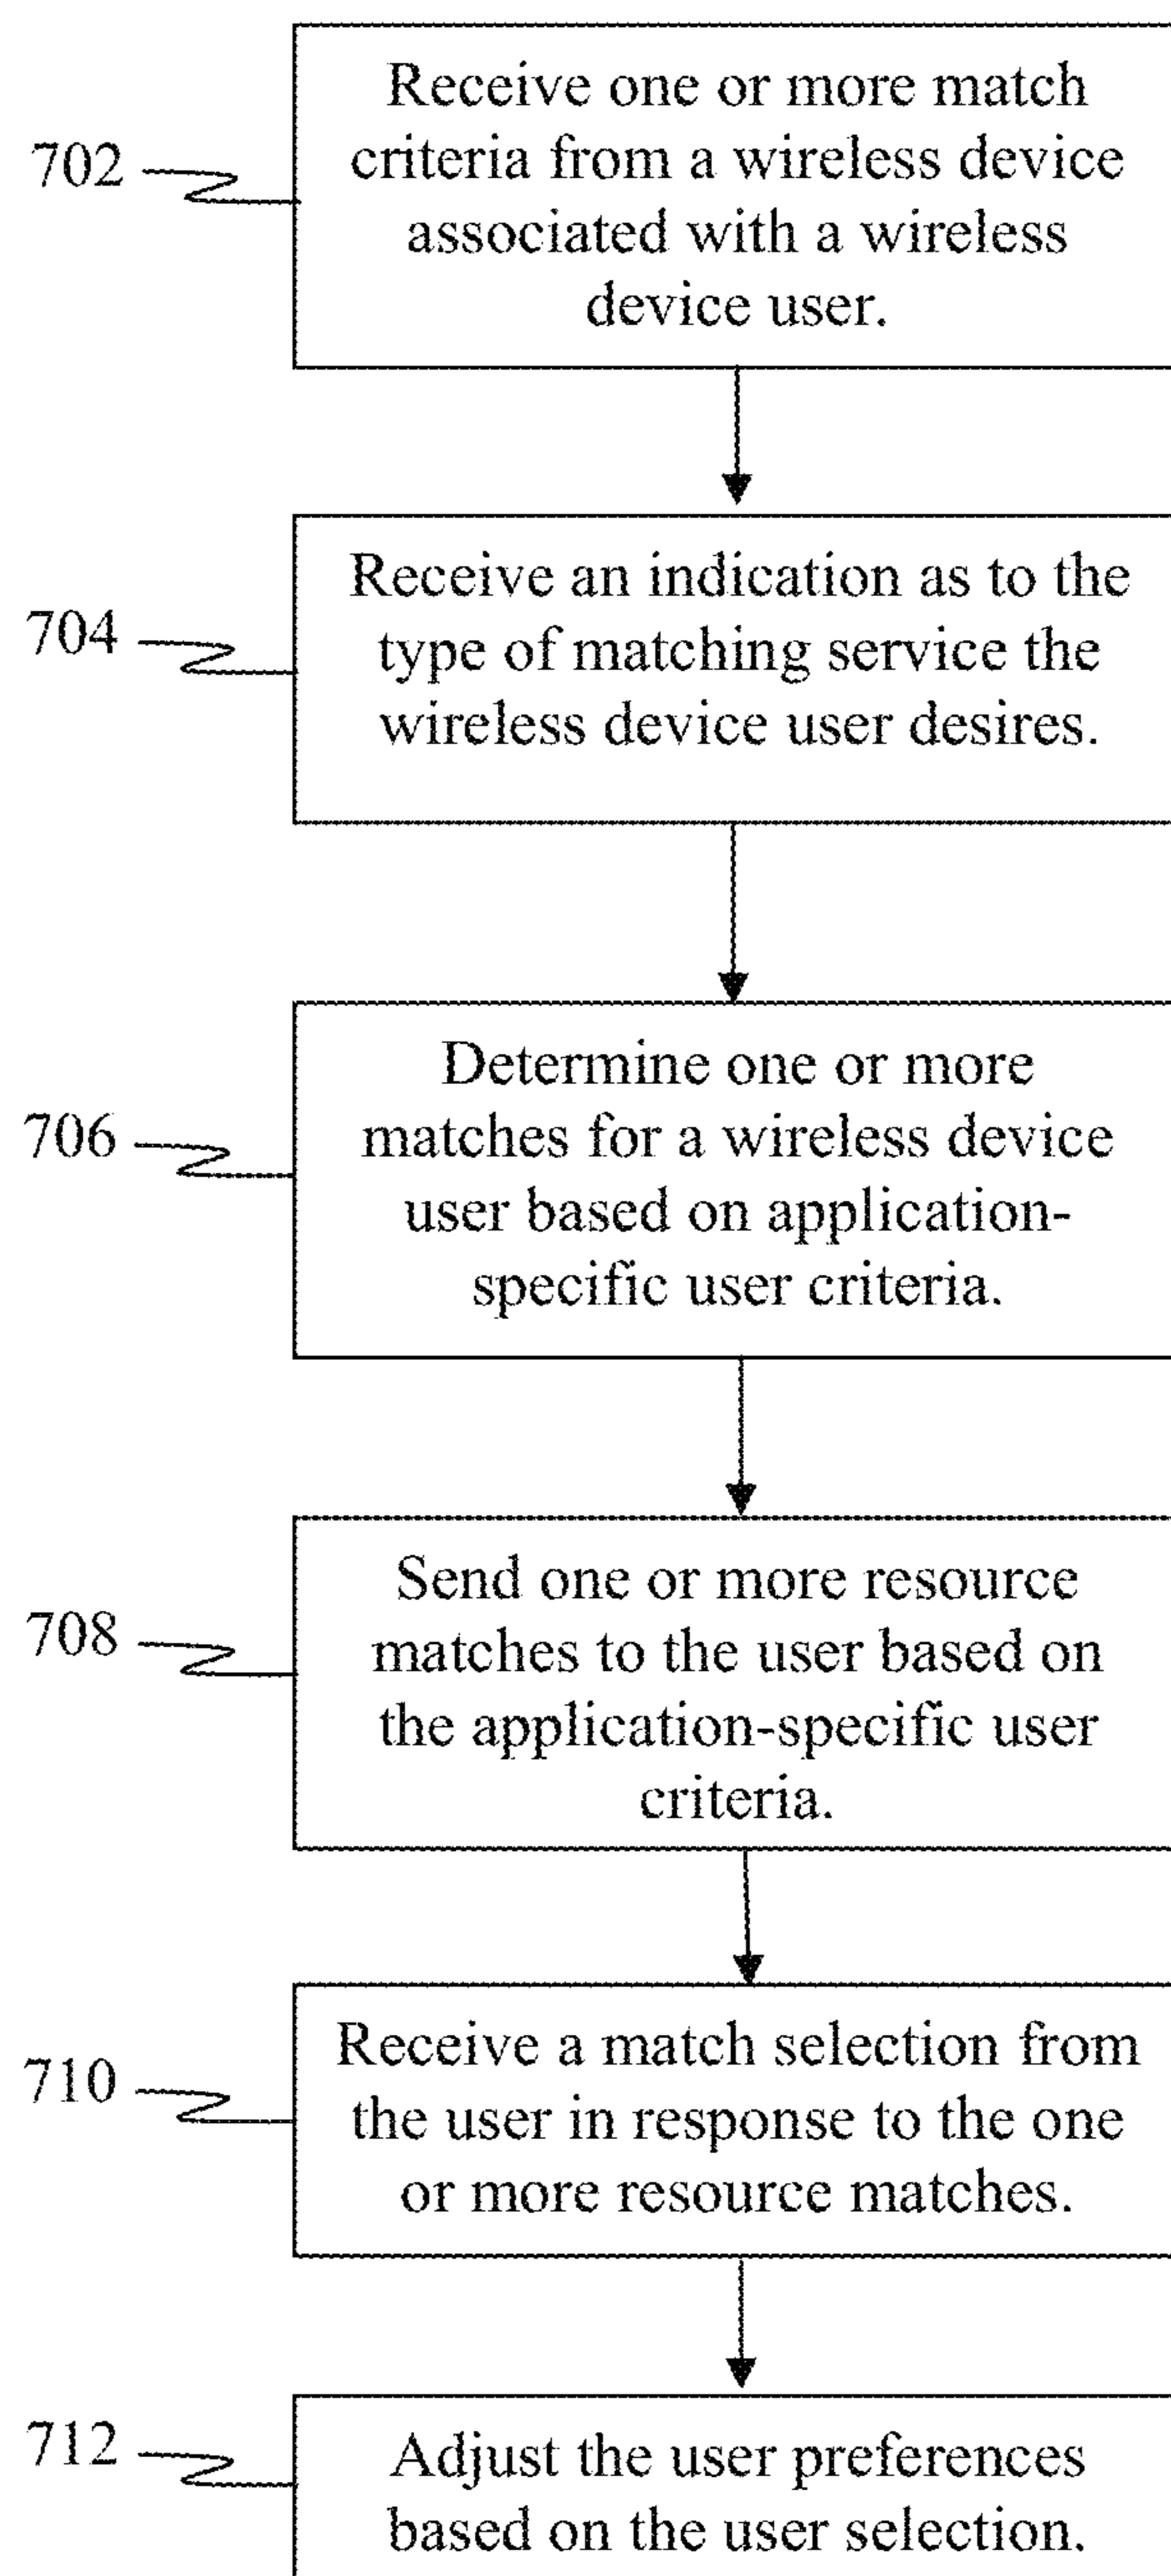 Receive one or more match
702
criteria from a wireless device
associated with a wireless
device user.
Receive an indication as to the
704
type of matching service the
wireless device user desires.
Determine one or more
706
matches for a wireless device
user based on application-
specific user criteria.
Send one or more resource
708
matches to the user based on
the application-specific user
criteria.
Receive a match selection from
710
the user in response to the one
or more resource matches.
712
Adjust the user preferences
based on the user selection.